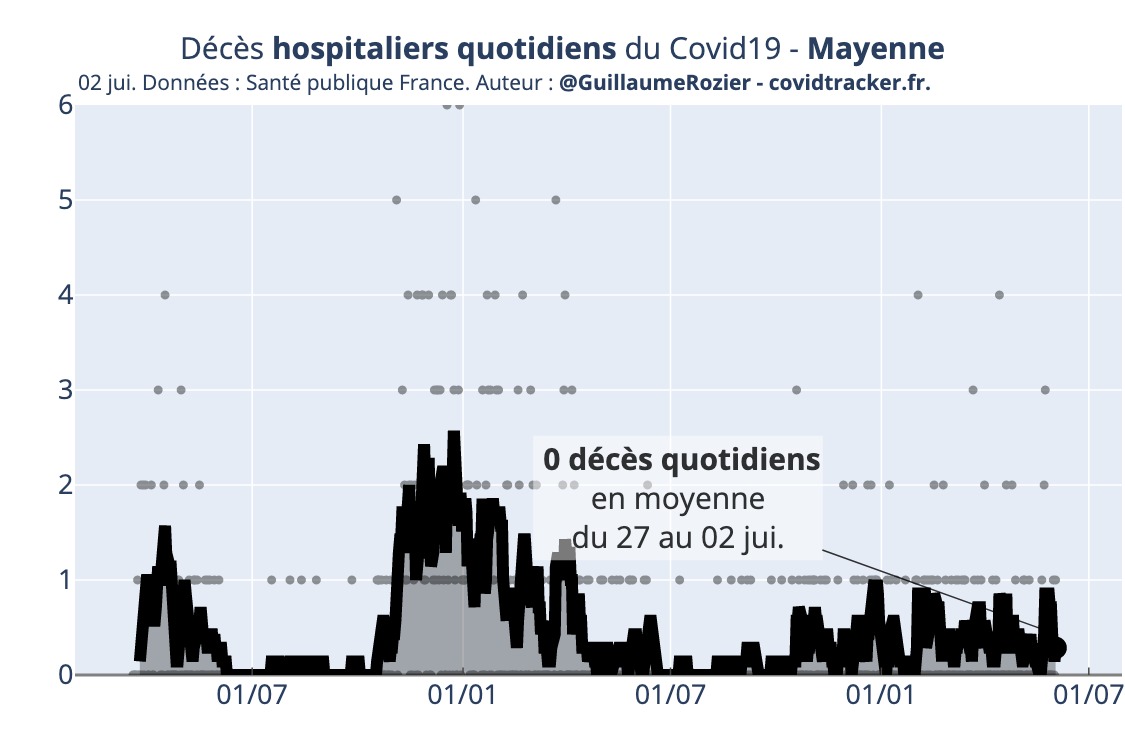 Décès hospitaliers quotidiens du Covid19 - Mayenne
02 jui. Données : Santé publique France. Auteur : @GuillaumeRozier - covidtracker.fr.
6
5
4
3
2
1
0
0 décès quotidiens
en moyenne
du 27 au 02 jui.
01/07 01/01 01/07 01/01 01/07